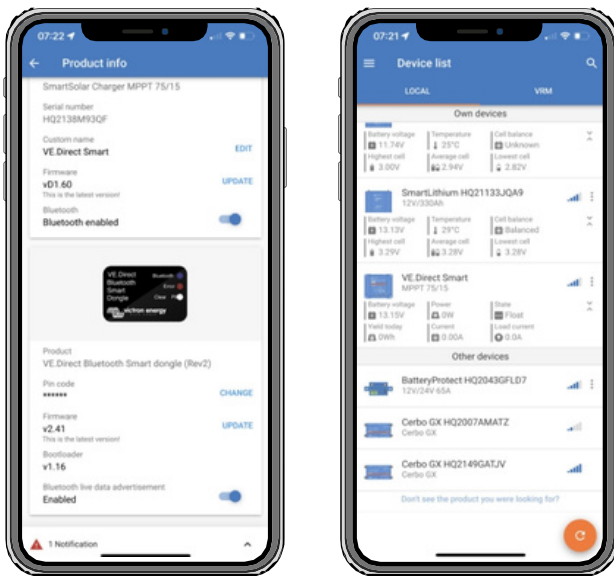 07:22
Product info
SmartSolar Charger MPPT 75/15
Serial number
HQ2138M93QF
Custom name
VE.Direct Smart
EDIT
Firmware
vD1.60
UPDATE
This is the latest version!
Bluetooth
Bluetooth enabled
VE.Direct
Bluetooth
Smart
Dongle
Bluetooth
Error
Clear PIN
victron energy
Product
VE.Direct Bluetooth Smart dongle (Rev2)
Pin code
••••••
CHANGE
Firmware
v2.41
UPDATE
This is the latest version!
Bootloader
v1.16
Bluetooth live data advertisement
Enabled
1 Notification
07:21
Device list
LOCAL VRM
Own devices
Battery voltage Temperature Cell balance
11.74V 25°C Unknown
Highest cell Average cell Lowest cell
3.00V 2.94V 2.82V
SmartLithium HQ21133JQA9
12V/330Ah
Battery voltage Temperature Cell balance
13.13V 29°C Balanced
Highest cell Average cell Lowest cell
3.29V 3.28V 3.28V
VE.Direct Smart
MPPT 75/15
Battery voltage Power State
13.15V 0W Float
Yield today Current Load current
0Wh 0.00A 0.0A
Other devices
BatteryProtect HQ2043GFLD7
12V/24V 65A
Cerbo GX HQ2007AMATZ
Cerbo GX
Cerbo GX HQ2149GATJV
Cerbo GX
Don't see the product you were looking for?